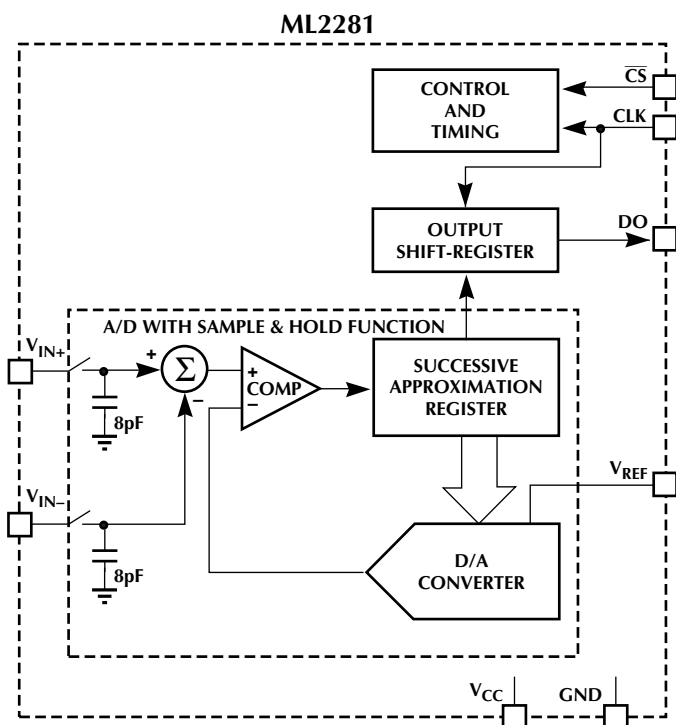 ML2281
CS
CONTROL
AND
TIMING
CLK
OUTPUT
SHIFT-REGISTER
DO
A/D WITH SAMPLE & HOLD FUNCTION
VIN+
+
Σ
−
8pF
+
COMP
−
SUCCESSIVE
APPROXIMATION
REGISTER
VREF
VIN–
8pF
D/A
CONVERTER
VCC
GND